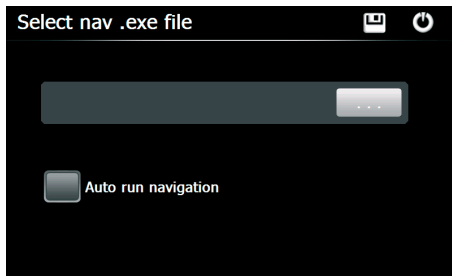 Select nav .exe file
. . .
Auto run navigation